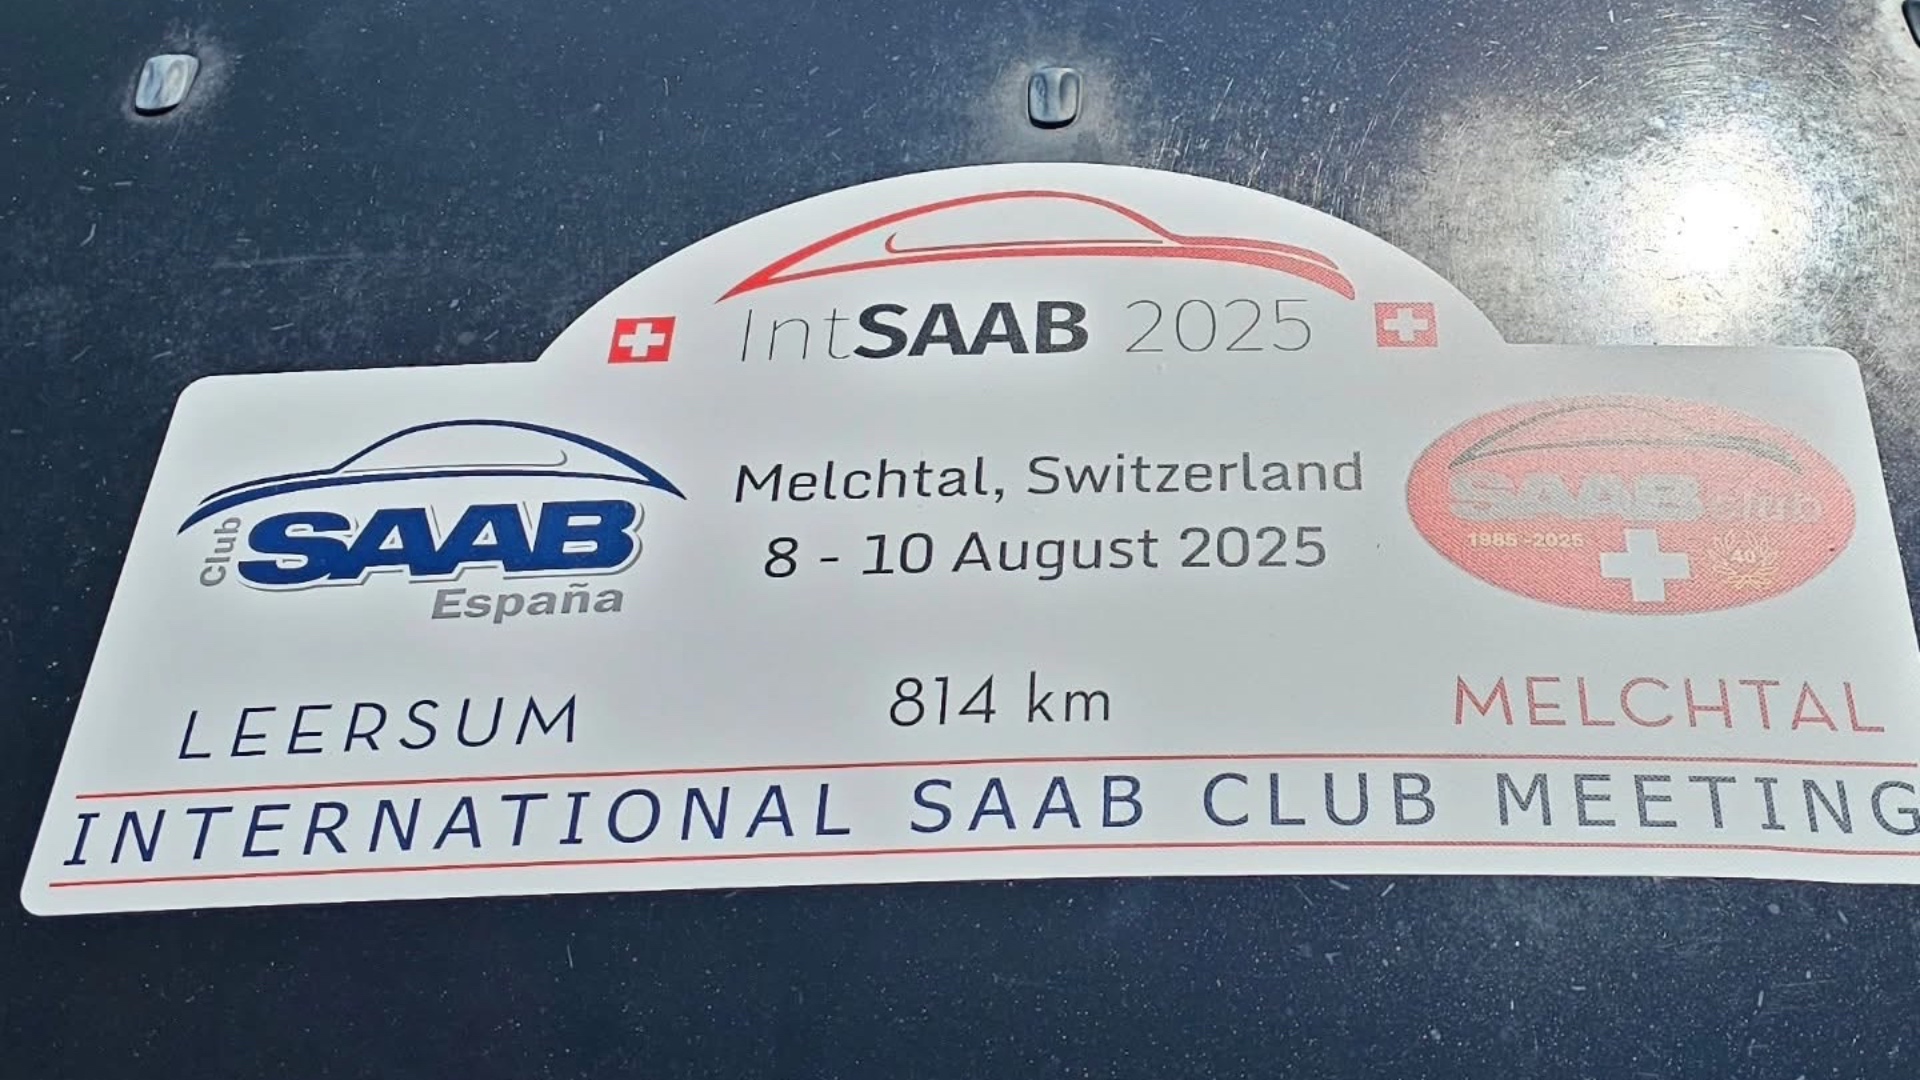 IntSAAB 2025
Club
SAAB
España
Melchtal, Switzerland
8 - 10 August 2025
SAAB club
1985-2025
40
LEERSUM
814 km
MELCHTAL
INTERNATIONAL SAAB CLUB MEETING